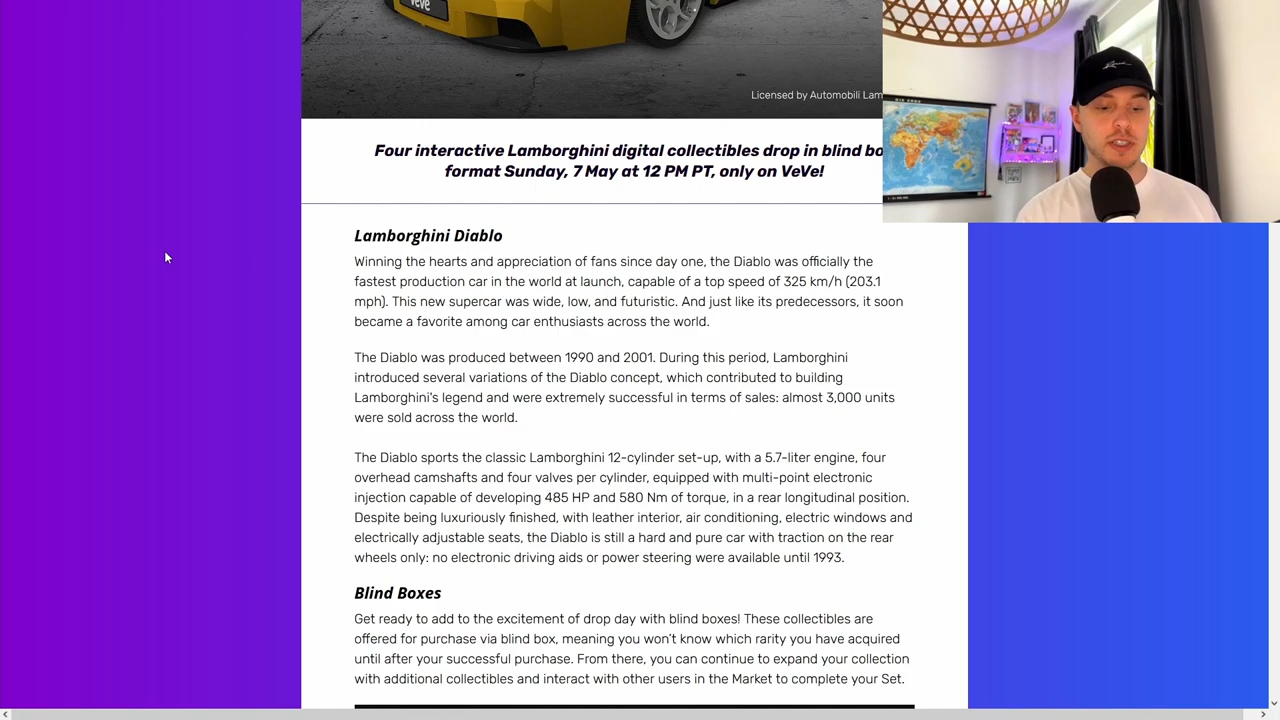 veve
Licensed by Automobili Lam
Four interactive Lamborghini digital collectibles drop in blind bo
format Sunday, 7 May at 12 PM PT, only on VeVe!
Lamborghini Diablo
Winning the hearts and appreciation of fans since day one, the Diablo was officially the
fastest production car in the world at launch, capable of a top speed of 325 km/h (203.1
mph). This new supercar was wide, low, and futuristic. And just like its predecessors, it soon
became a favorite among car enthusiasts across the world.
The Diablo was produced between 1990 and 2001. During this period, Lamborghini
introduced several variations of the Diablo concept, which contributed to building
Lamborghini's legend and were extremely successful in terms of sales: almost 3,000 units
were sold across the world.
The Diablo sports the classic Lamborghini 12-cylinder set-up, with a 5.7-liter engine, four
overhead camshafts and four valves per cylinder, equipped with multi-point electronic
injection capable of developing 485 HP and 580 Nm of torque, in a rear longitudinal position.
Despite being luxuriously finished, with leather interior, air conditioning, electric windows and
electrically adjustable seats, the Diablo is still a hard and pure car with traction on the rear
wheels only: no electronic driving aids or power steering were available until 1993.
Blind Boxes
Get ready to add to the excitement of drop day with blind boxes! These collectibles are
offered for purchase via blind box, meaning you won't know which rarity you have acquired
until after your successful purchase. From there, you can continue to expand your collection
with additional collectibles and interact with other users in the Market to complete your Set.